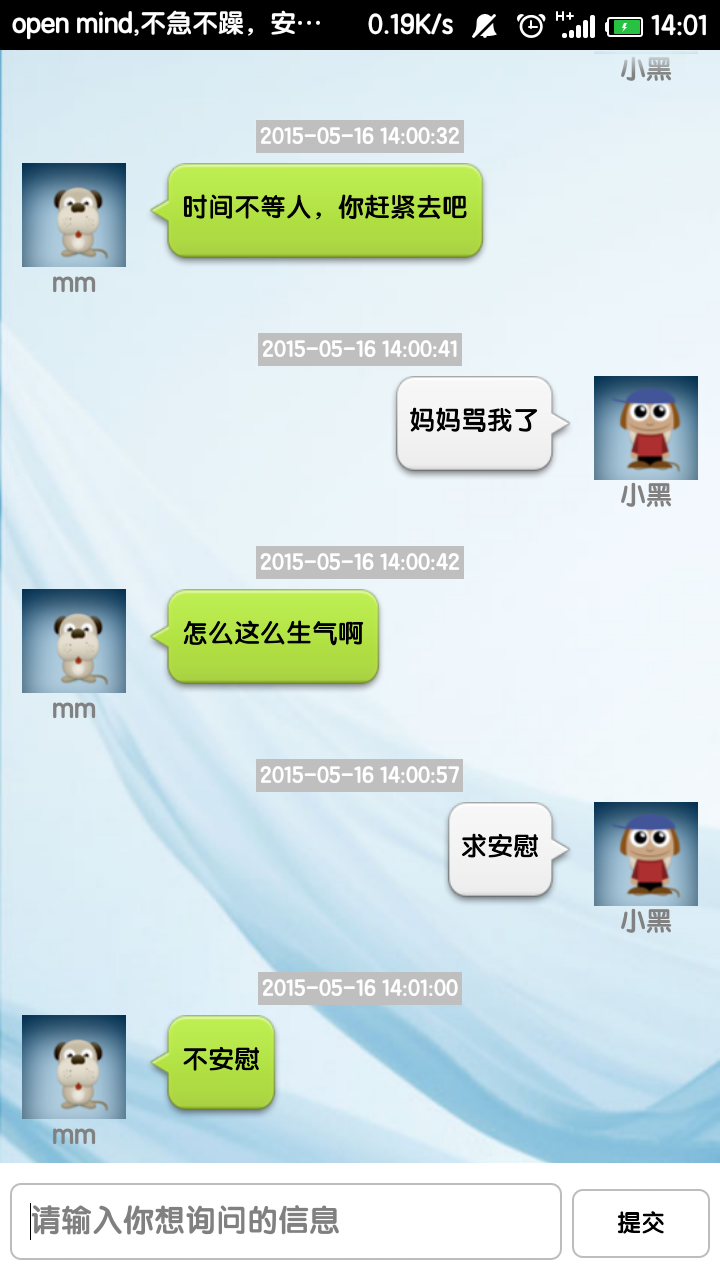 open mind,不急不躁，安… 0.19K/s H+ 14:01
小黑
2015-05-16 14:00:32
时间不等人，你赶紧去吧
mm
2015-05-16 14:00:41
妈妈骂我了
小黑
2015-05-16 14:00:42
怎么这么生气啊
mm
2015-05-16 14:00:57
求安慰
小黑
2015-05-16 14:01:00
不安慰
mm
请输入你想询问的信息 提交